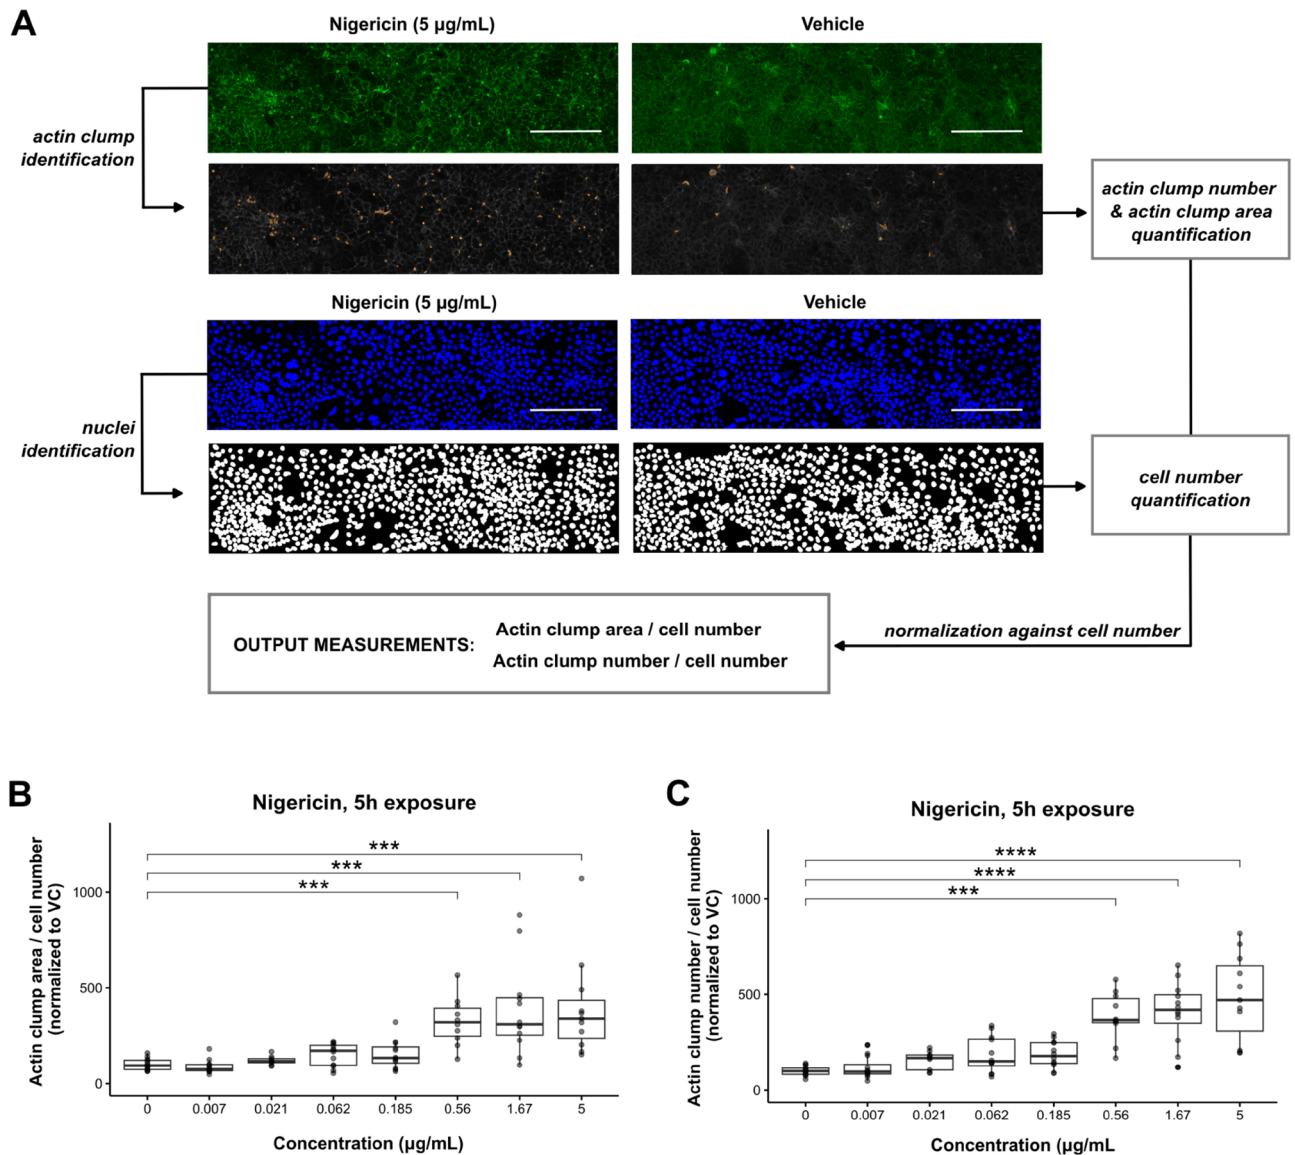 A
Nigericin (5 µg/mL)
Vehicle
actin clump
identification
actin clump number
& actin clump area
quantification
Nigericin (5 µg/mL)
Vehicle
nuclei
identification
cell number
quantification
OUTPUT MEASUREMENTS:
Actin clump area / cell number
Actin clump number / cell number
normalization against cell number
B
Nigericin, 5h exposure
Actin clump area / cell number
(normalized to VC)
1000
500
0
***
***
***
0 0.007 0.021 0.062 0.185 0.56 1.67 5
Concentration (µg/mL)
C
Nigericin, 5h exposure
Actin clump number / cell number
(normalized to VC)
1000
500
0
****
****
***
0 0.007 0.021 0.062 0.185 0.56 1.67 5
Concentration (µg/mL